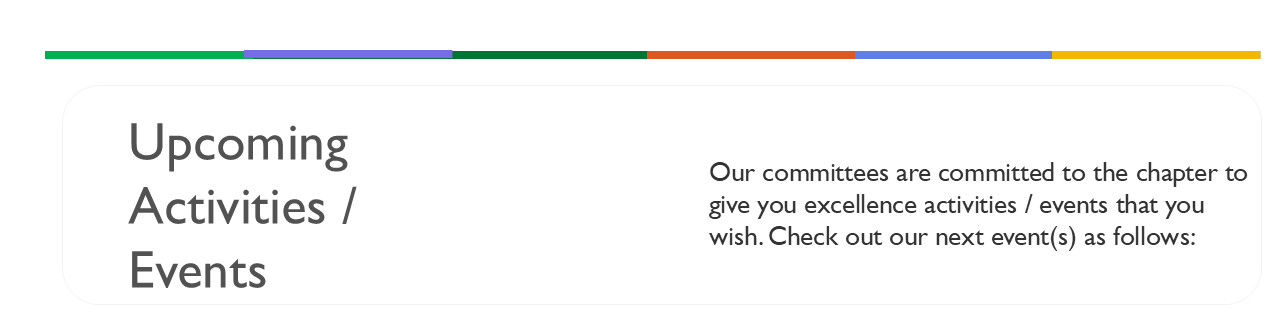 Upcoming
Activities /
Events
Our committees are committed to the chapter to
give you excellence activities / events that you
wish. Check out our next event(s) as follows: